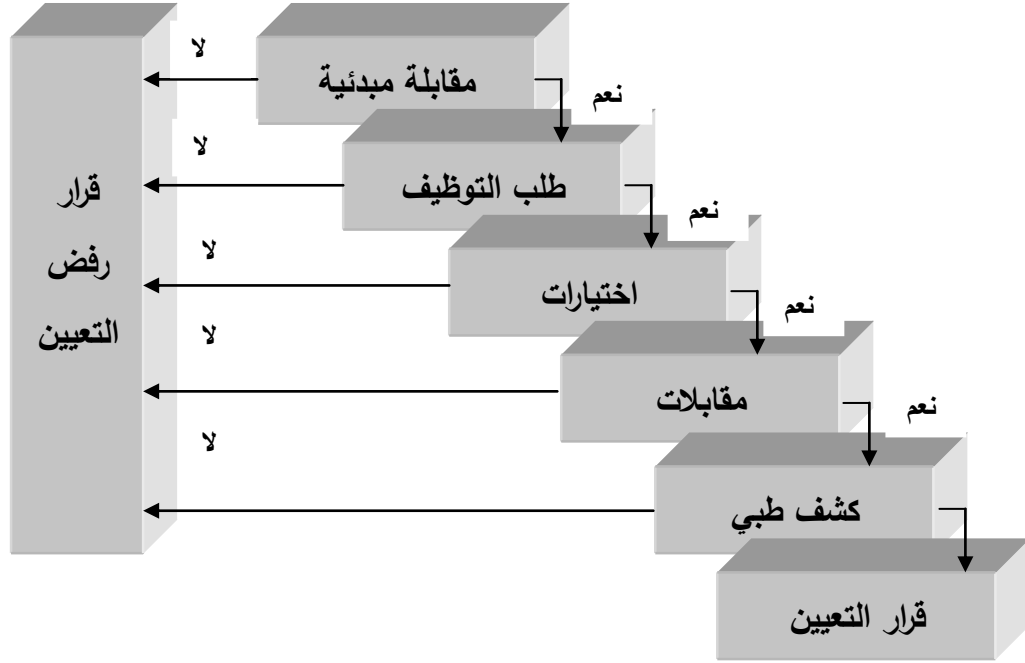 مقابلة مبدئية
لا
نعم
طلب التوظيف
لا
نعم
اختيارات
لا
نعم
مقابلات
لا
نعم
كشف طبي
لا
قرار التعيين
قرار
رفض
التعيين